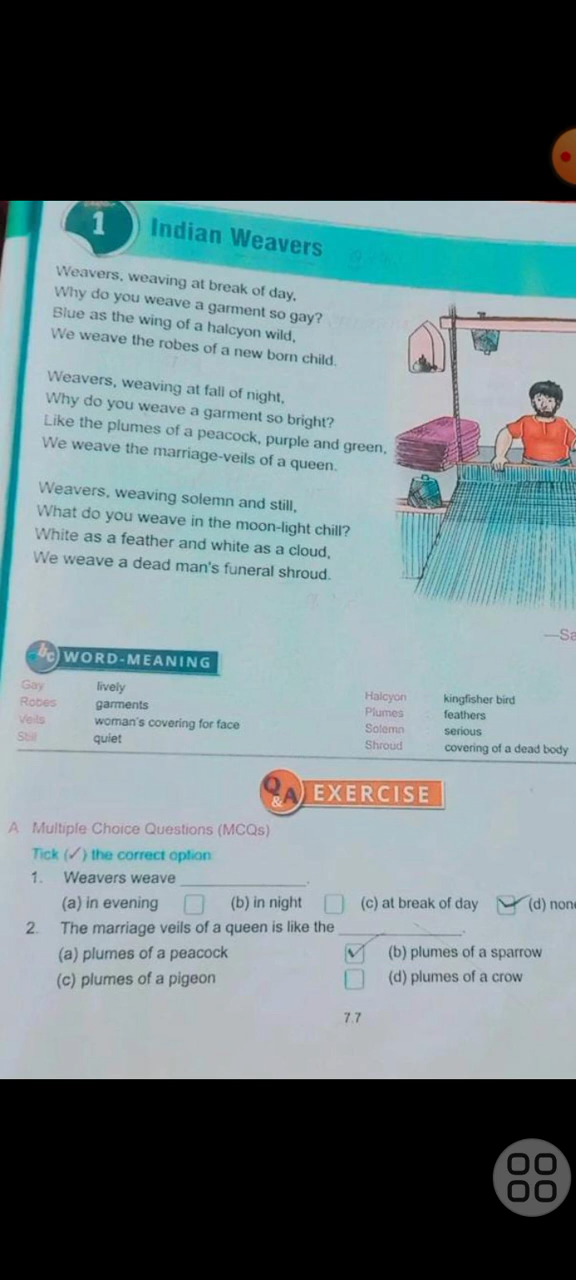 1 Indian Weavers
Weavers, weaving at break of day,
Why do you weave a garment so gay?
Blue as the wing of a halcyon wild,
We weave the robes of a new born child.
Weavers, weaving at fall of night,
Why do you weave a garment so bright?
Like the plumes of a peacock, purple and green,
We weave the marriage-veils of a queen.
Weavers, weaving solemn and still,
What do you weave in the moon-light chill?
White as a feather and white as a cloud,
We weave a dead man's funeral shroud.
—Sa
WORD-MEANING
Gay lively
Robes garments
Veils woman's covering for face
Still quiet
Halcyon kingfisher bird
Plumes feathers
Solemn serious
Shroud covering of a dead body
Q & A EXERCISE
A Multiple Choice Questions (MCQs)
Tick (✓) the correct option
1. Weavers weave ____________.
(a) in evening (b) in night (c) at break of day ✓ (d) none
2. The marriage veils of a queen is like the ____________.
(a) plumes of a peacock ✓ (b) plumes of a sparrow
(c) plumes of a pigeon (d) plumes of a crow
7.7